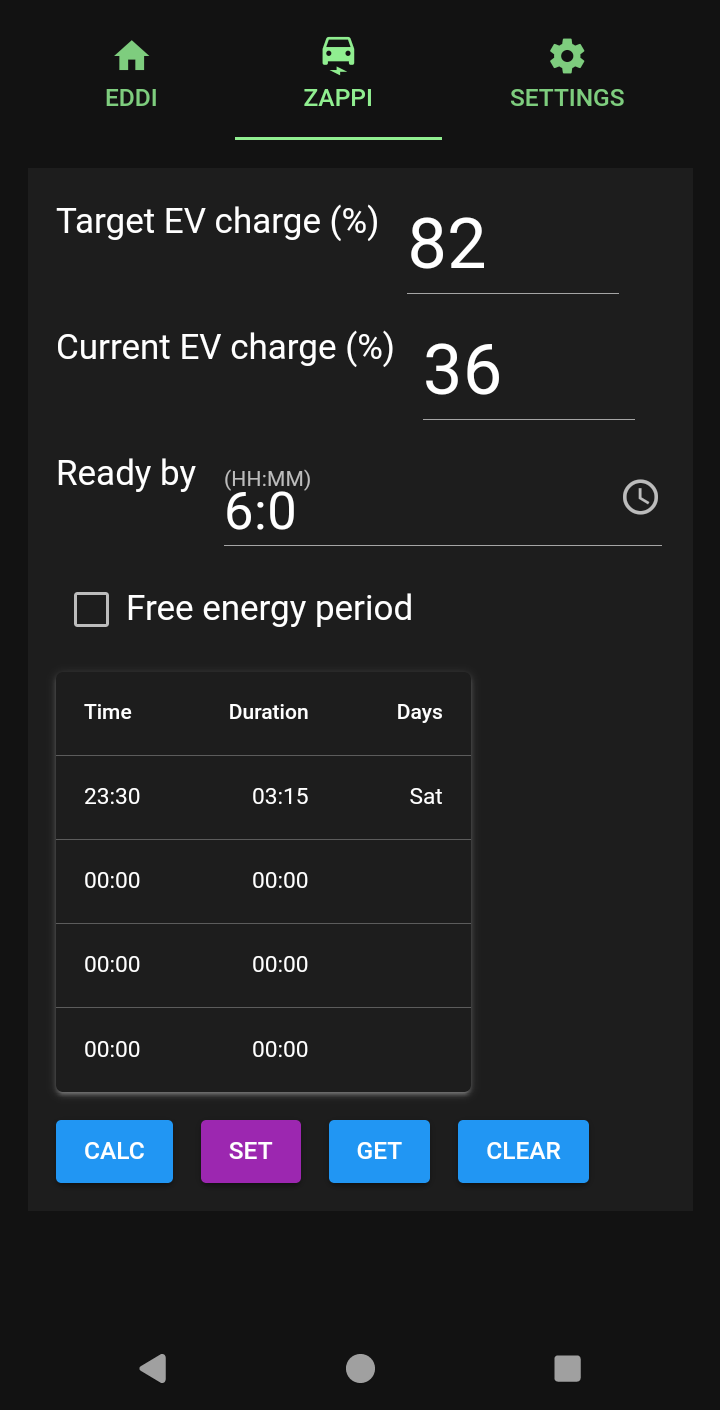 EDDI ZAPPI SETTINGS
Target EV charge (%) 82
Current EV charge (%) 36
Ready by (HH:MM) 6:0
Free energy period
Time Duration Days
23:30 03:15 Sat
00:00 00:00
00:00 00:00
00:00 00:00
CALC SET GET CLEAR